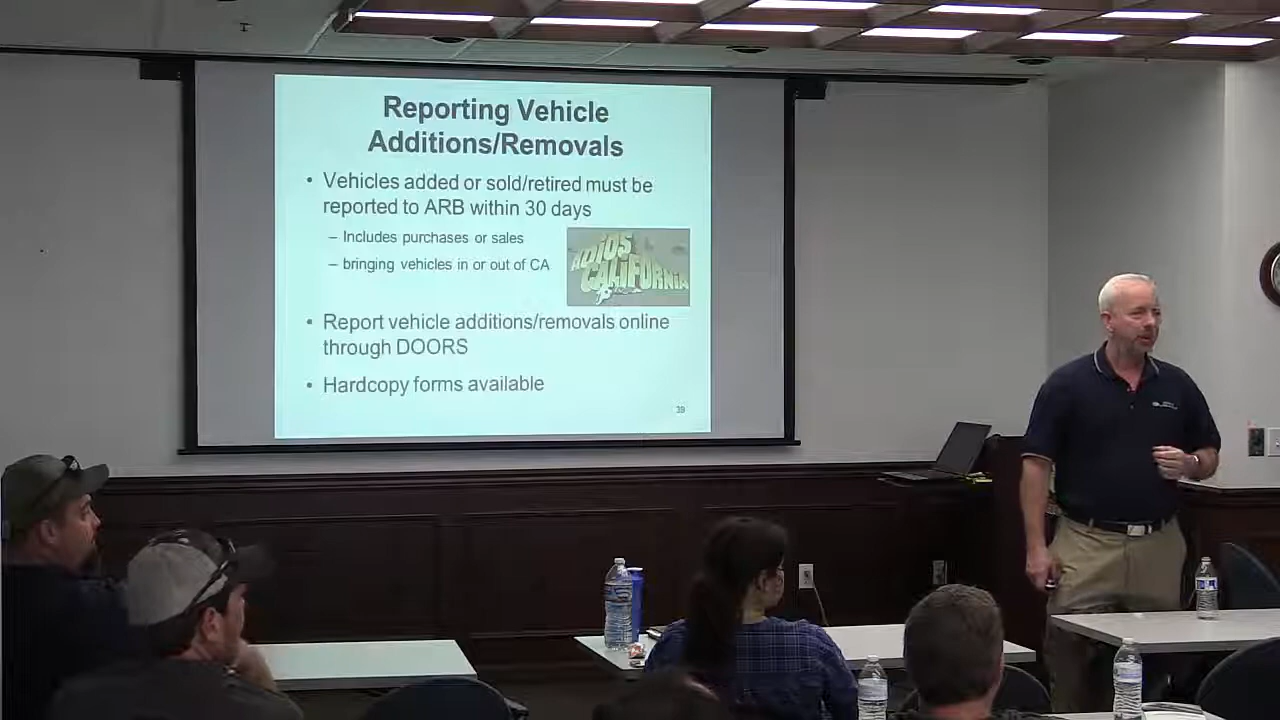 Reporting Vehicle
Additions/Removals
• Vehicles added or sold/retired must be
reported to ARB within 30 days
– Includes purchases or sales
– bringing vehicles in or out of CA
ADIOS
CALIFORNIA
• Report vehicle additions/removals online
through DOORS
• Hardcopy forms available
39